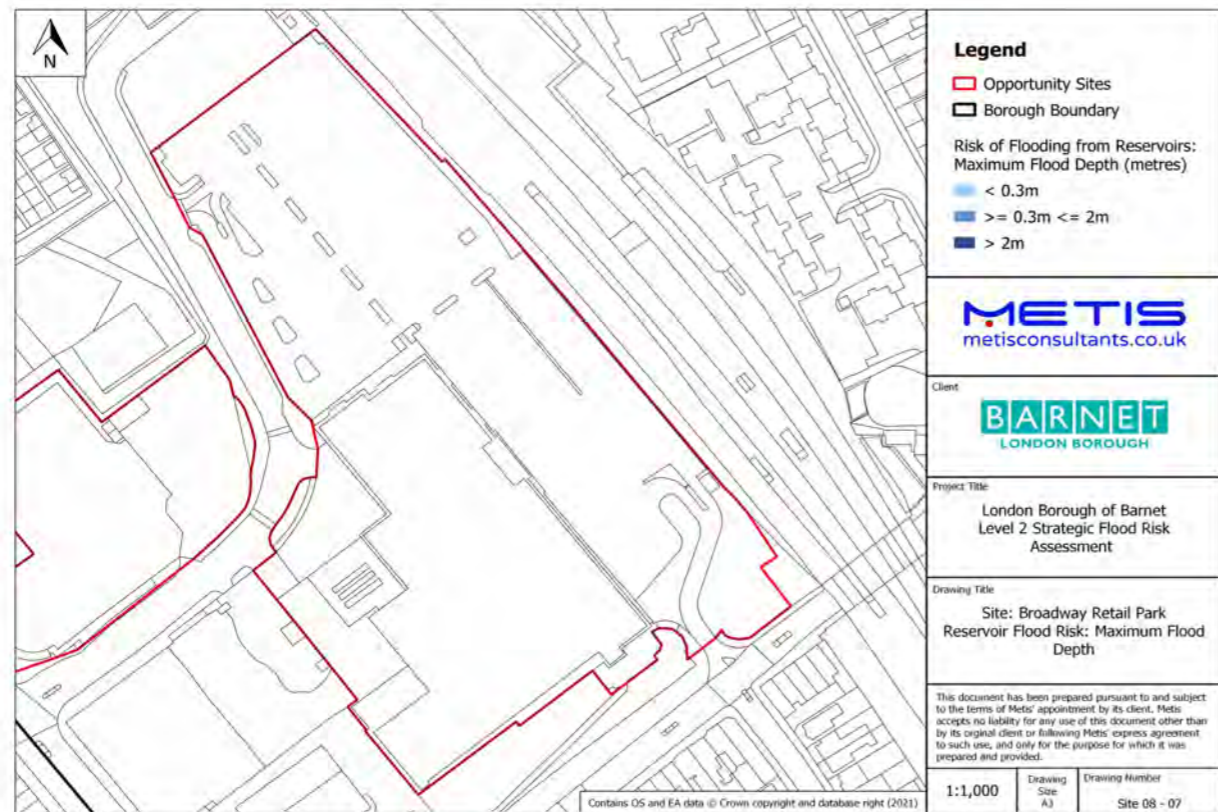 N
Legend
Opportunity Sites
Borough Boundary
Risk of Flooding from Reservoirs:
Maximum Flood Depth (metres)
< 0.3m
>= 0.3m <= 2m
> 2m
METIS
metisconsultants.co.uk
Client
BARNET
LONDON BOROUGH
Project Title
London Borough of Barnet
Level 2 Strategic Flood Risk
Assessment
Drawing Title
Site: Broadway Retail Park
Reservoir Flood Risk: Maximum Flood
Depth
This document has been prepared pursuant to and subject
to the terms of Metis' appointment by its client. Metis
accepts no liability for any use of this document other than
by its orginal client or following Metis' express agreement
to such use, and only for the purpose for which it was
prepared and provided.
1:1,000
Drawing
Size
A3
Drawing Number
Site 08 - 07
Contains OS and EA data © Crown copyright and database right (2021)